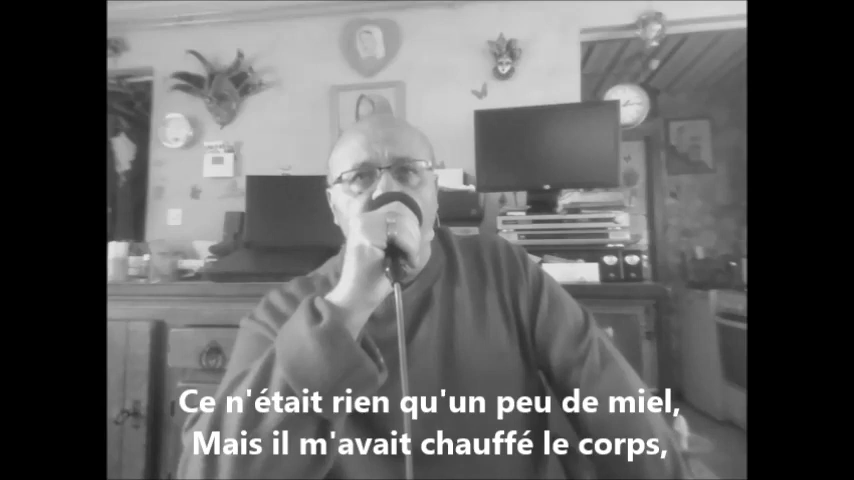 Ce n'était rien qu'un peu de miel,
Mais il m'avait chauffé le corps,